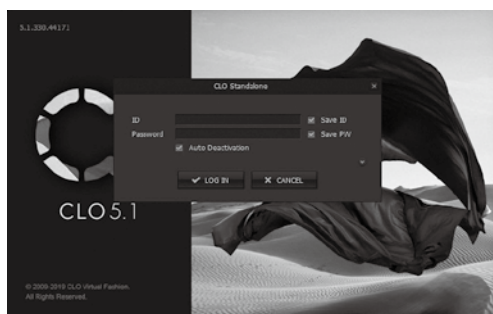 5.1.330.44171
CLO Standalone
ID
Save ID
Password
Save PW
Auto Deactivation
LOG IN
CANCEL
CLO 5.1
© 2009-2019 CLO Virtual Fashion.
All Rights Reserved.